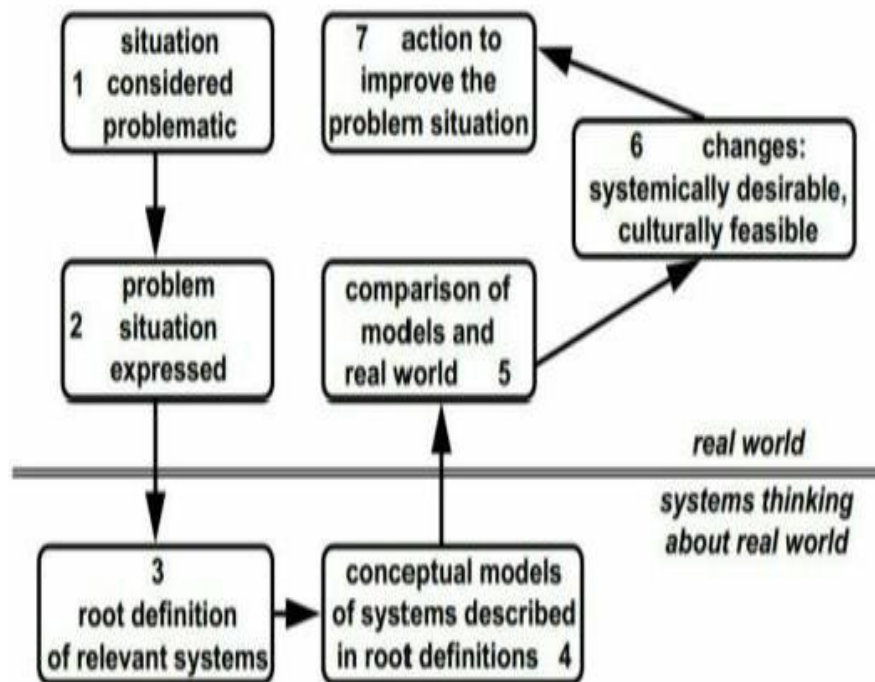 situation
1 considered
problematic
7 action to
improve the
problem situation
6 changes:
systemically desirable,
culturally feasible
problem
2 situation
expressed
comparison of
models and
real world 5
real world
systems thinking
about real world
3
root definition
of relevant systems
conceptual models
of systems described
in root definitions 4